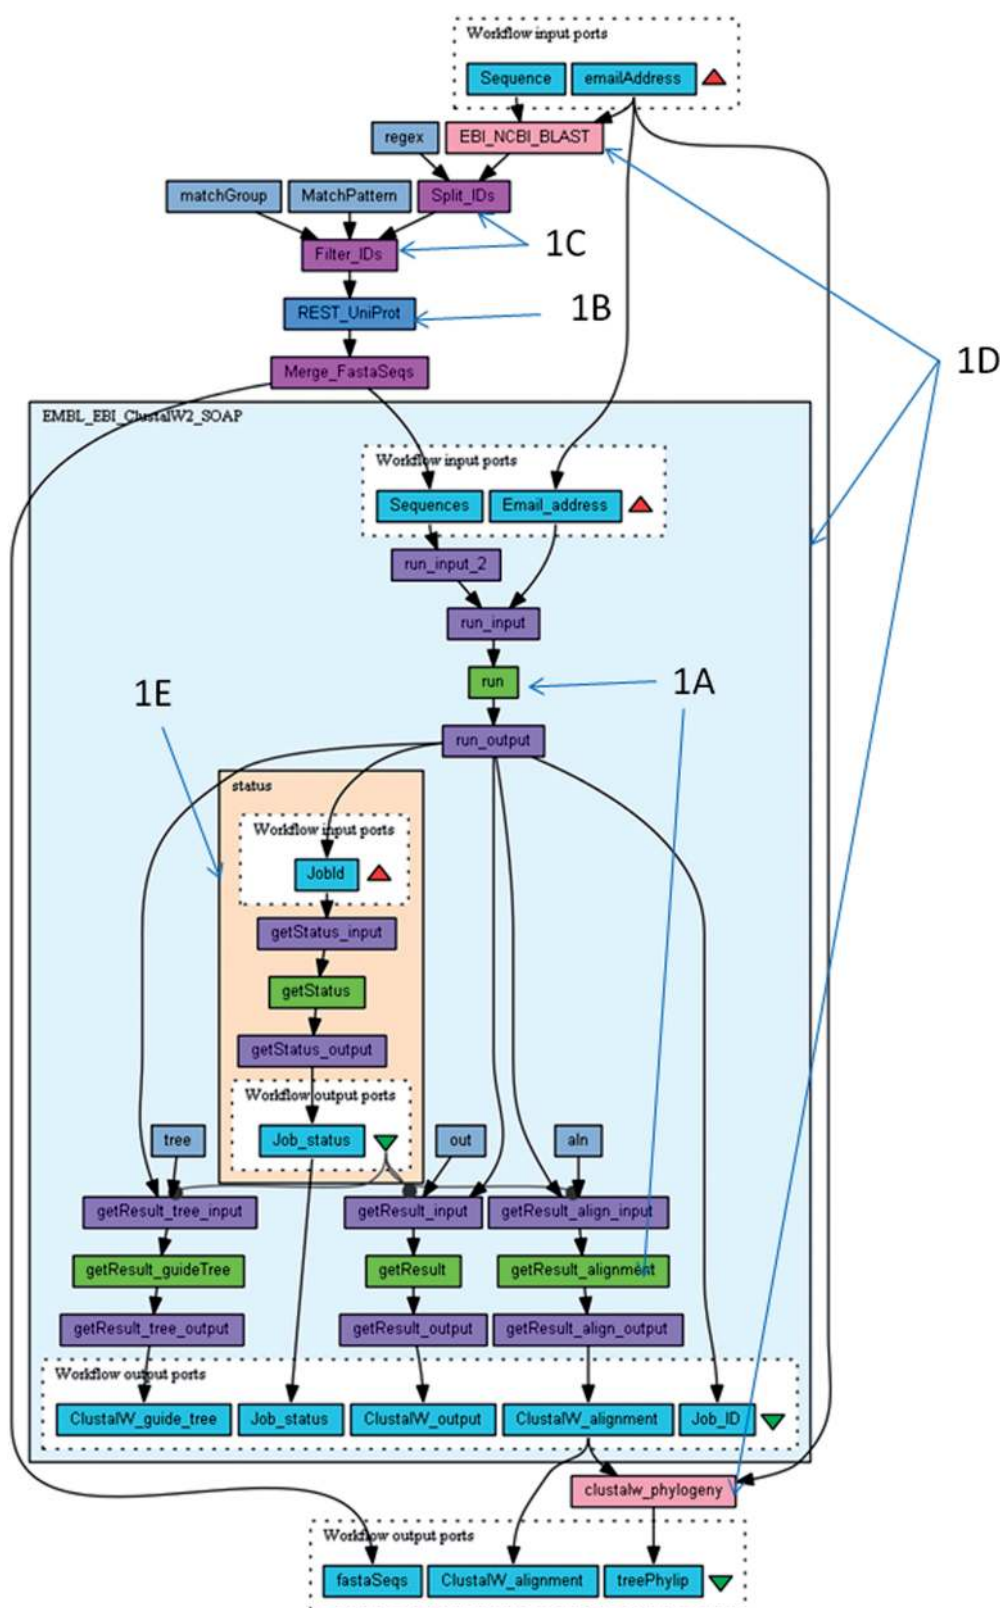 Workflow input ports
Sequence emailAddress
regex EBI_NCBI_BLAST
matchGroup MatchPattern Split_IDs
1C
Filter_IDs
REST_UniProt 1B
1D
Merge_FastaSeqs
EMBL_EBI_ClustalW2_SOAP
Workflow input ports
Sequences Email_address
run_input_2
run_input
run 1A
1E
run_output
status
Workflow input ports
JobId
getStatus_input
getStatus
getStatus_output
Workflow output ports
tree Job_status out aln
getResult_tree_input getResult_input getResult_align_input
getResult_guideTree getResult getResult_alignment
getResult_tree_output getResult_output getResult_align_output
Workflow output ports
ClustalW_guide_tree Job_status ClustalW_output ClustalW_alignment Job_ID
clustalw_phylogeny
Workflow output ports
fastaSeqs ClustalW_alignment treePhylip